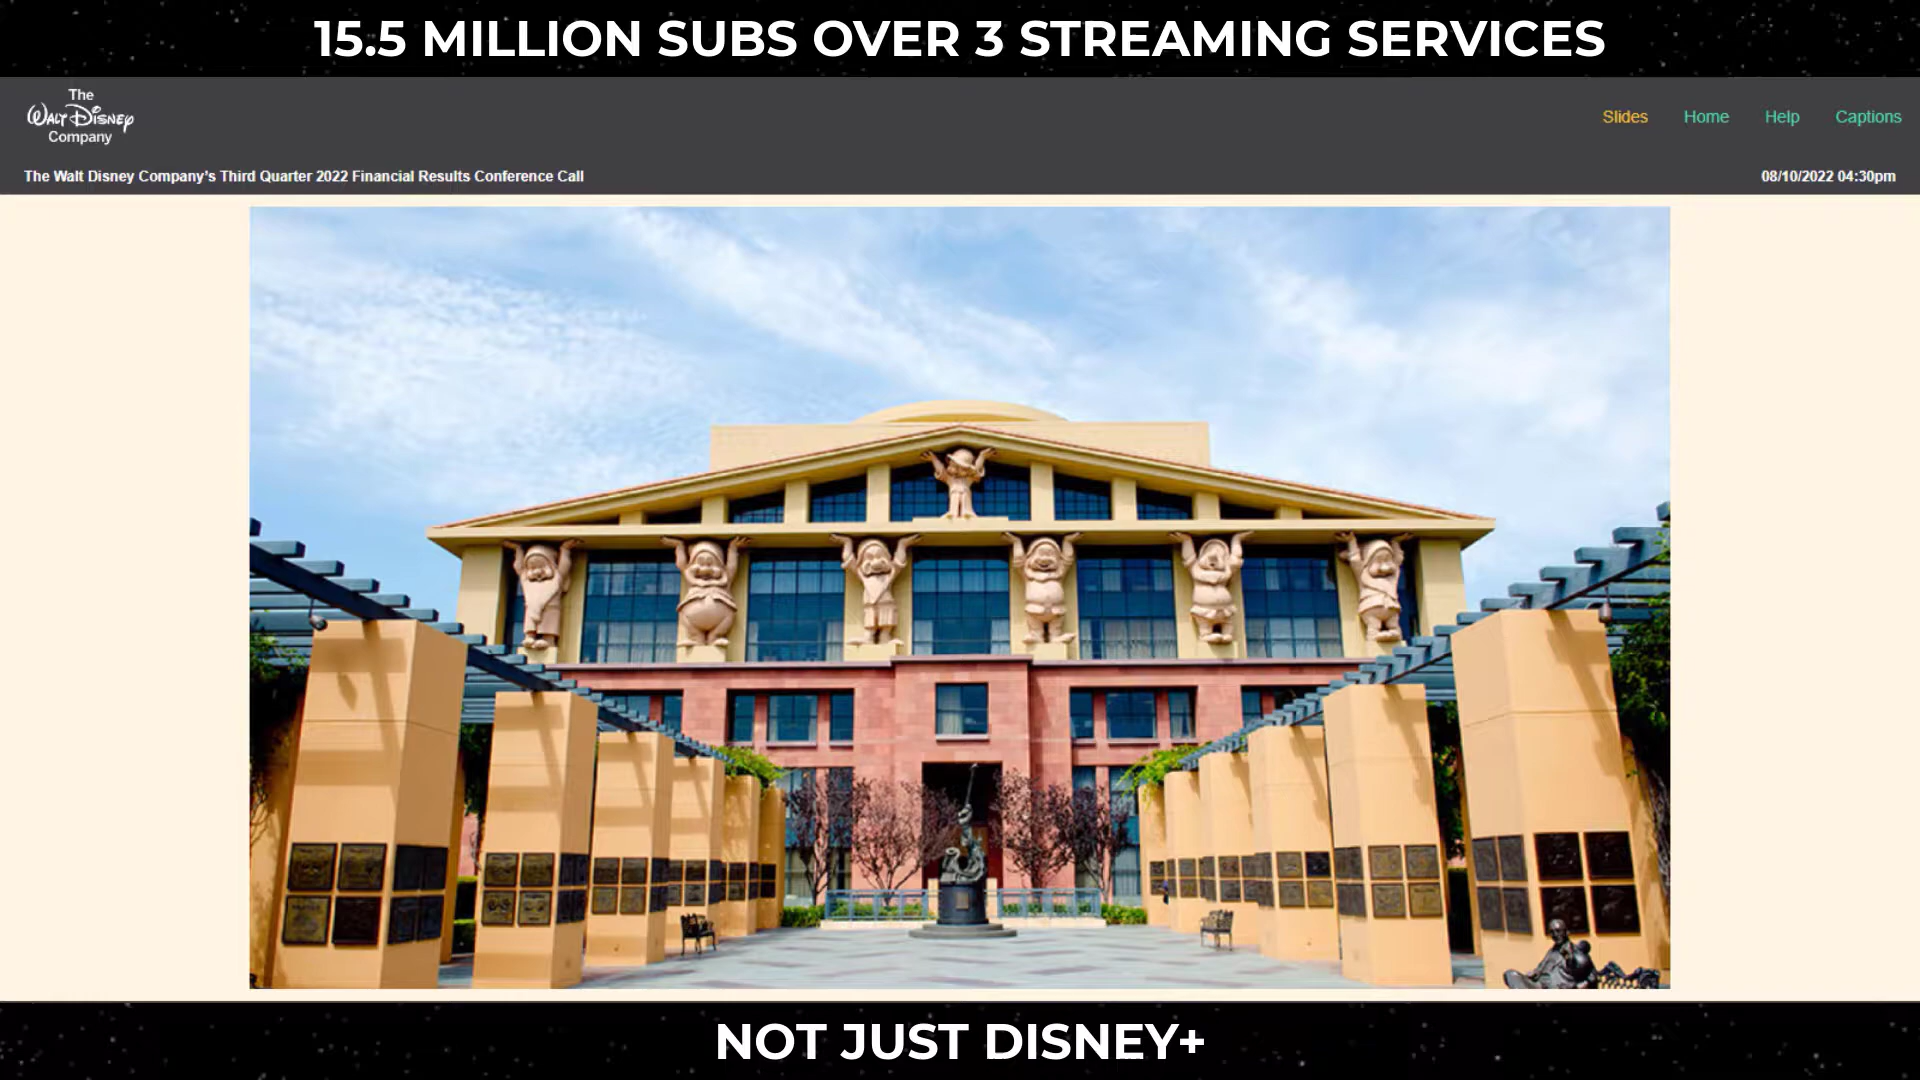 15.5 MILLION SUBS OVER 3 STREAMING SERVICES
The
WALT DISNEY
Company
Slides Home Help Captions
The Walt Disney Company's Third Quarter 2022 Financial Results Conference Call
08/10/2022 04:30pm
NOT JUST DISNEY+